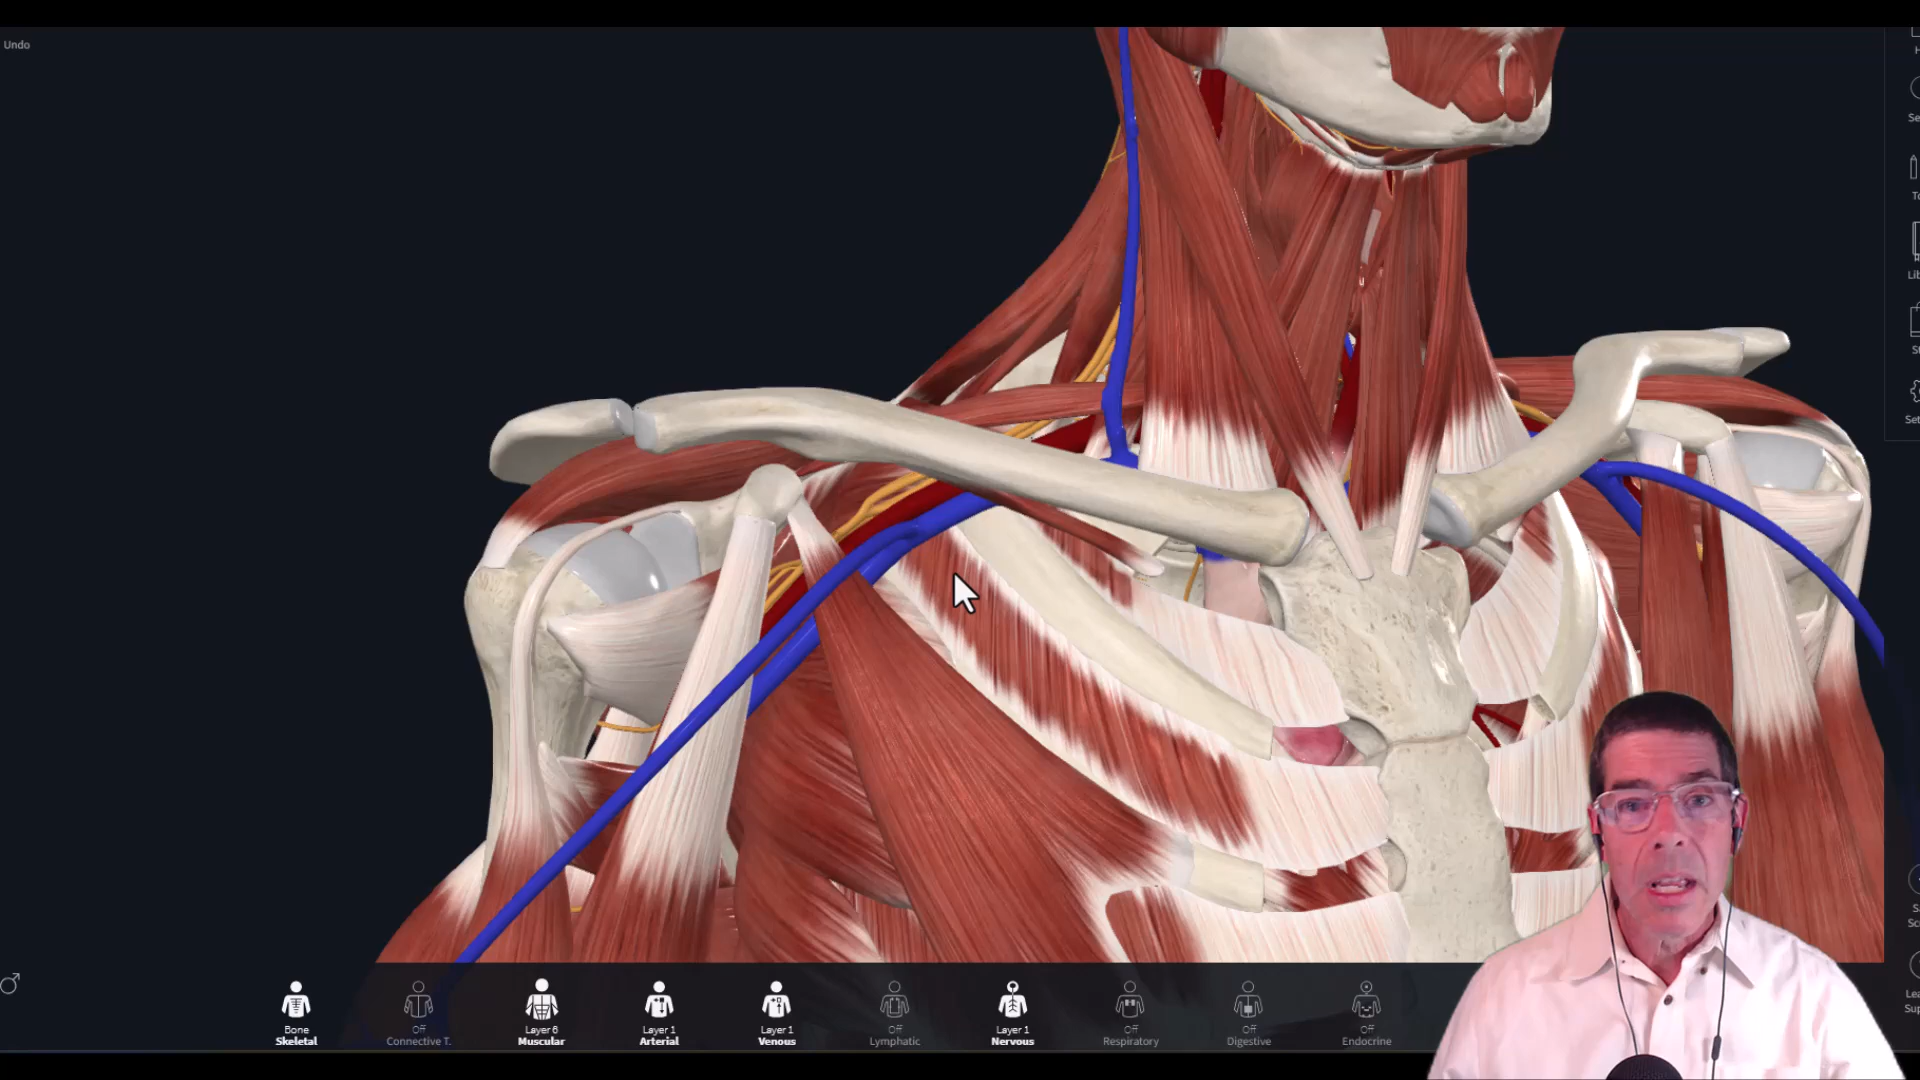 Undo
Bone
Skeletal
Off
Connective T.
Layer 6
Muscular
Layer 1
Arterial
Layer 1
Venous
Off
Lymphatic
Layer 1
Nervous
Off
Respiratory
Off
Digestive
Off
Endocrine